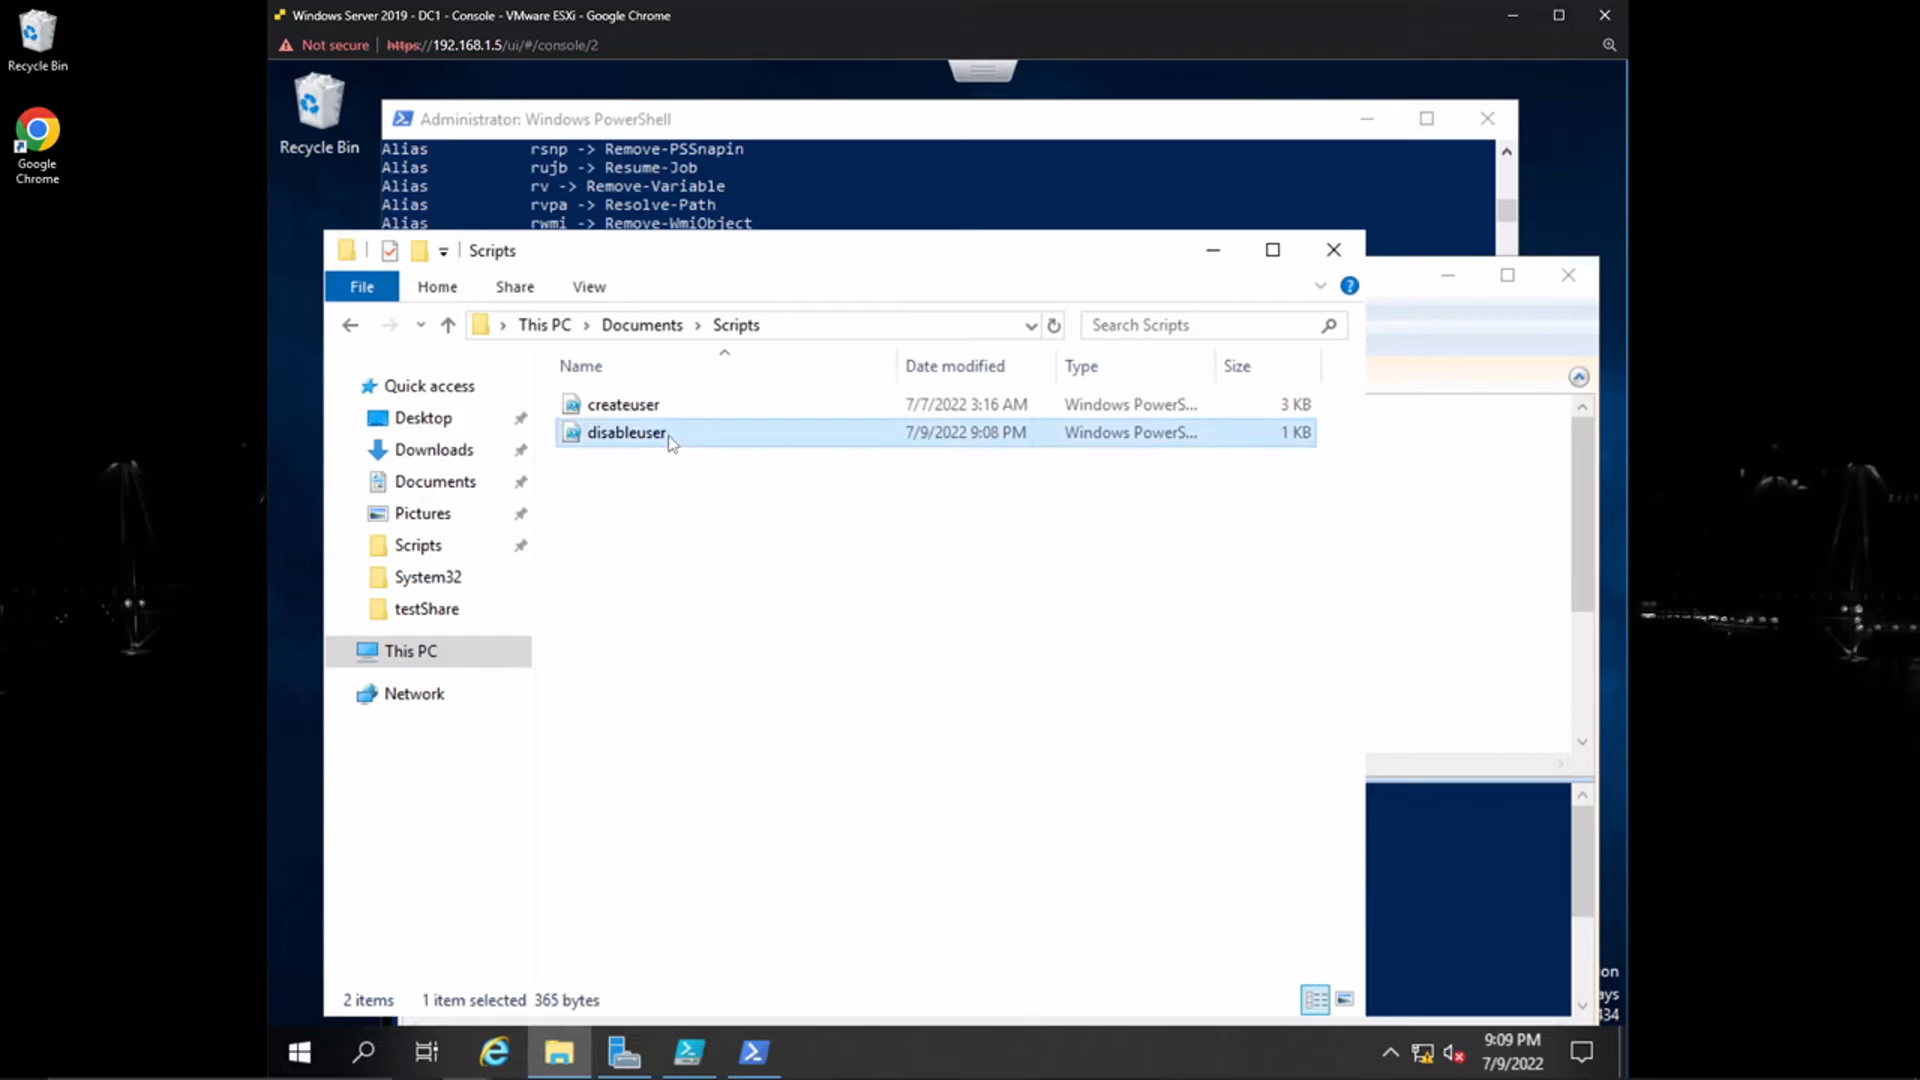 Recycle Bin
Google
Chrome
Windows Server 2019 - DC1 - Console - VMware ESXi - Google Chrome
Not secure
https://192.168.1.5/ui/#/console/2
Recycle Bin
Administrator: Windows PowerShell
Alias rsnp -> Remove-PSSnapin
Alias rujb -> Resume-Job
Alias rv -> Remove-Variable
Alias rvpa -> Resolve-Path
Alias rwmi -> Remove-WmiObject
Scripts
File Home Share View
This PC > Documents > Scripts
Search Scripts
Name Date modified Type Size
createuser 7/7/2022 3:16 AM Windows PowerS... 3 KB
disableuser 7/9/2022 9:08 PM Windows PowerS... 1 KB
Quick access
Desktop
Downloads
Documents
Pictures
Scripts
System32
testShare
This PC
Network
2 items 1 item selected 365 bytes
on
ays
434
9:09 PM
7/9/2022